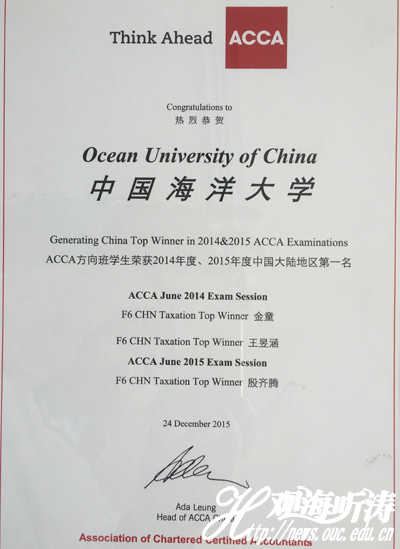 Think Ahead ACCA
Congratulations to
热烈恭贺
Ocean University of China
中国海洋大学
Generating China Top Winner in 2014&2015 ACCA Examinations
ACCA方向班学生荣获2014年度、2015年度中国大陆地区第一名
ACCA June 2014 Exam Session
F6 CHN Taxation Top Winner 金童
F6 CHN Taxation Top Winner 王昱涵
ACCA June 2015 Exam Session
F6 CHN Taxation Top Winner 殷齐腾
24 December 2015
Ada Leung
Head of ACCA China
观海听涛
Http://news.ouc.edu.cn
Association of Chartered Certified Accountants